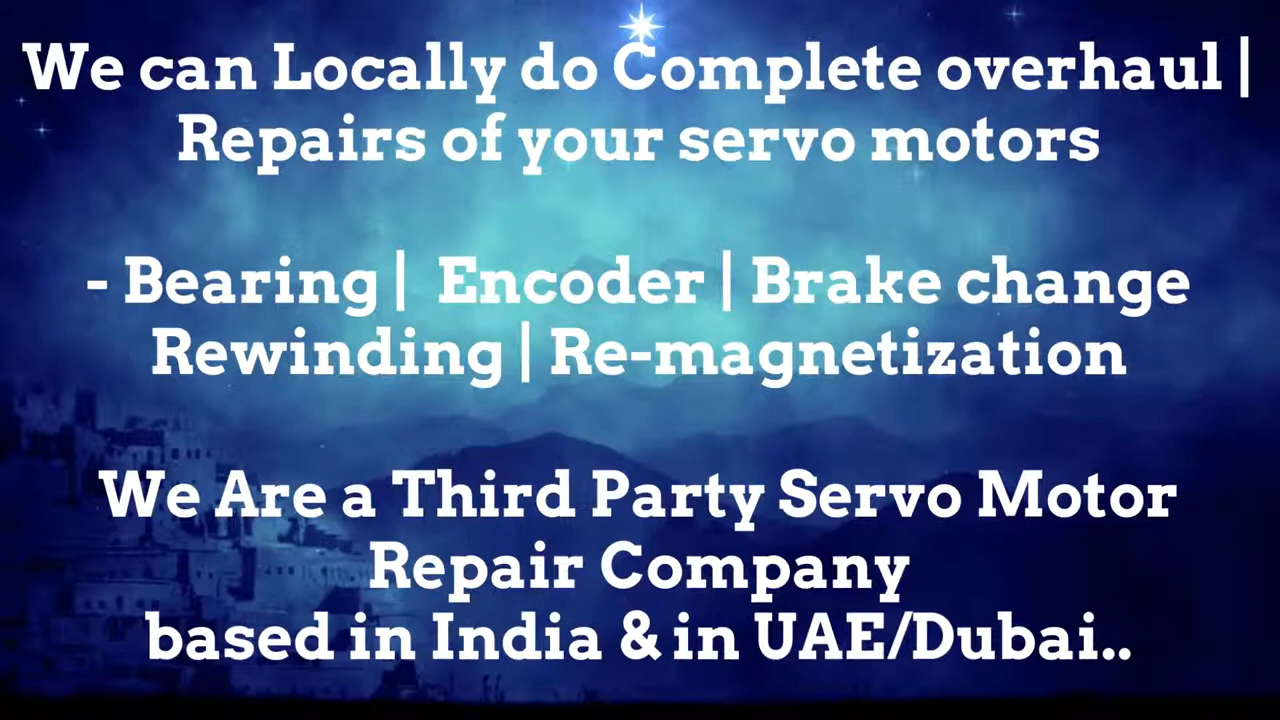 We can Locally do Complete overhaul |
Repairs of your servo motors
- Bearing | Encoder | Brake change
Rewinding | Re-magnetization
We Are a Third Party Servo Motor
Repair Company
based in India & in UAE/Dubai..